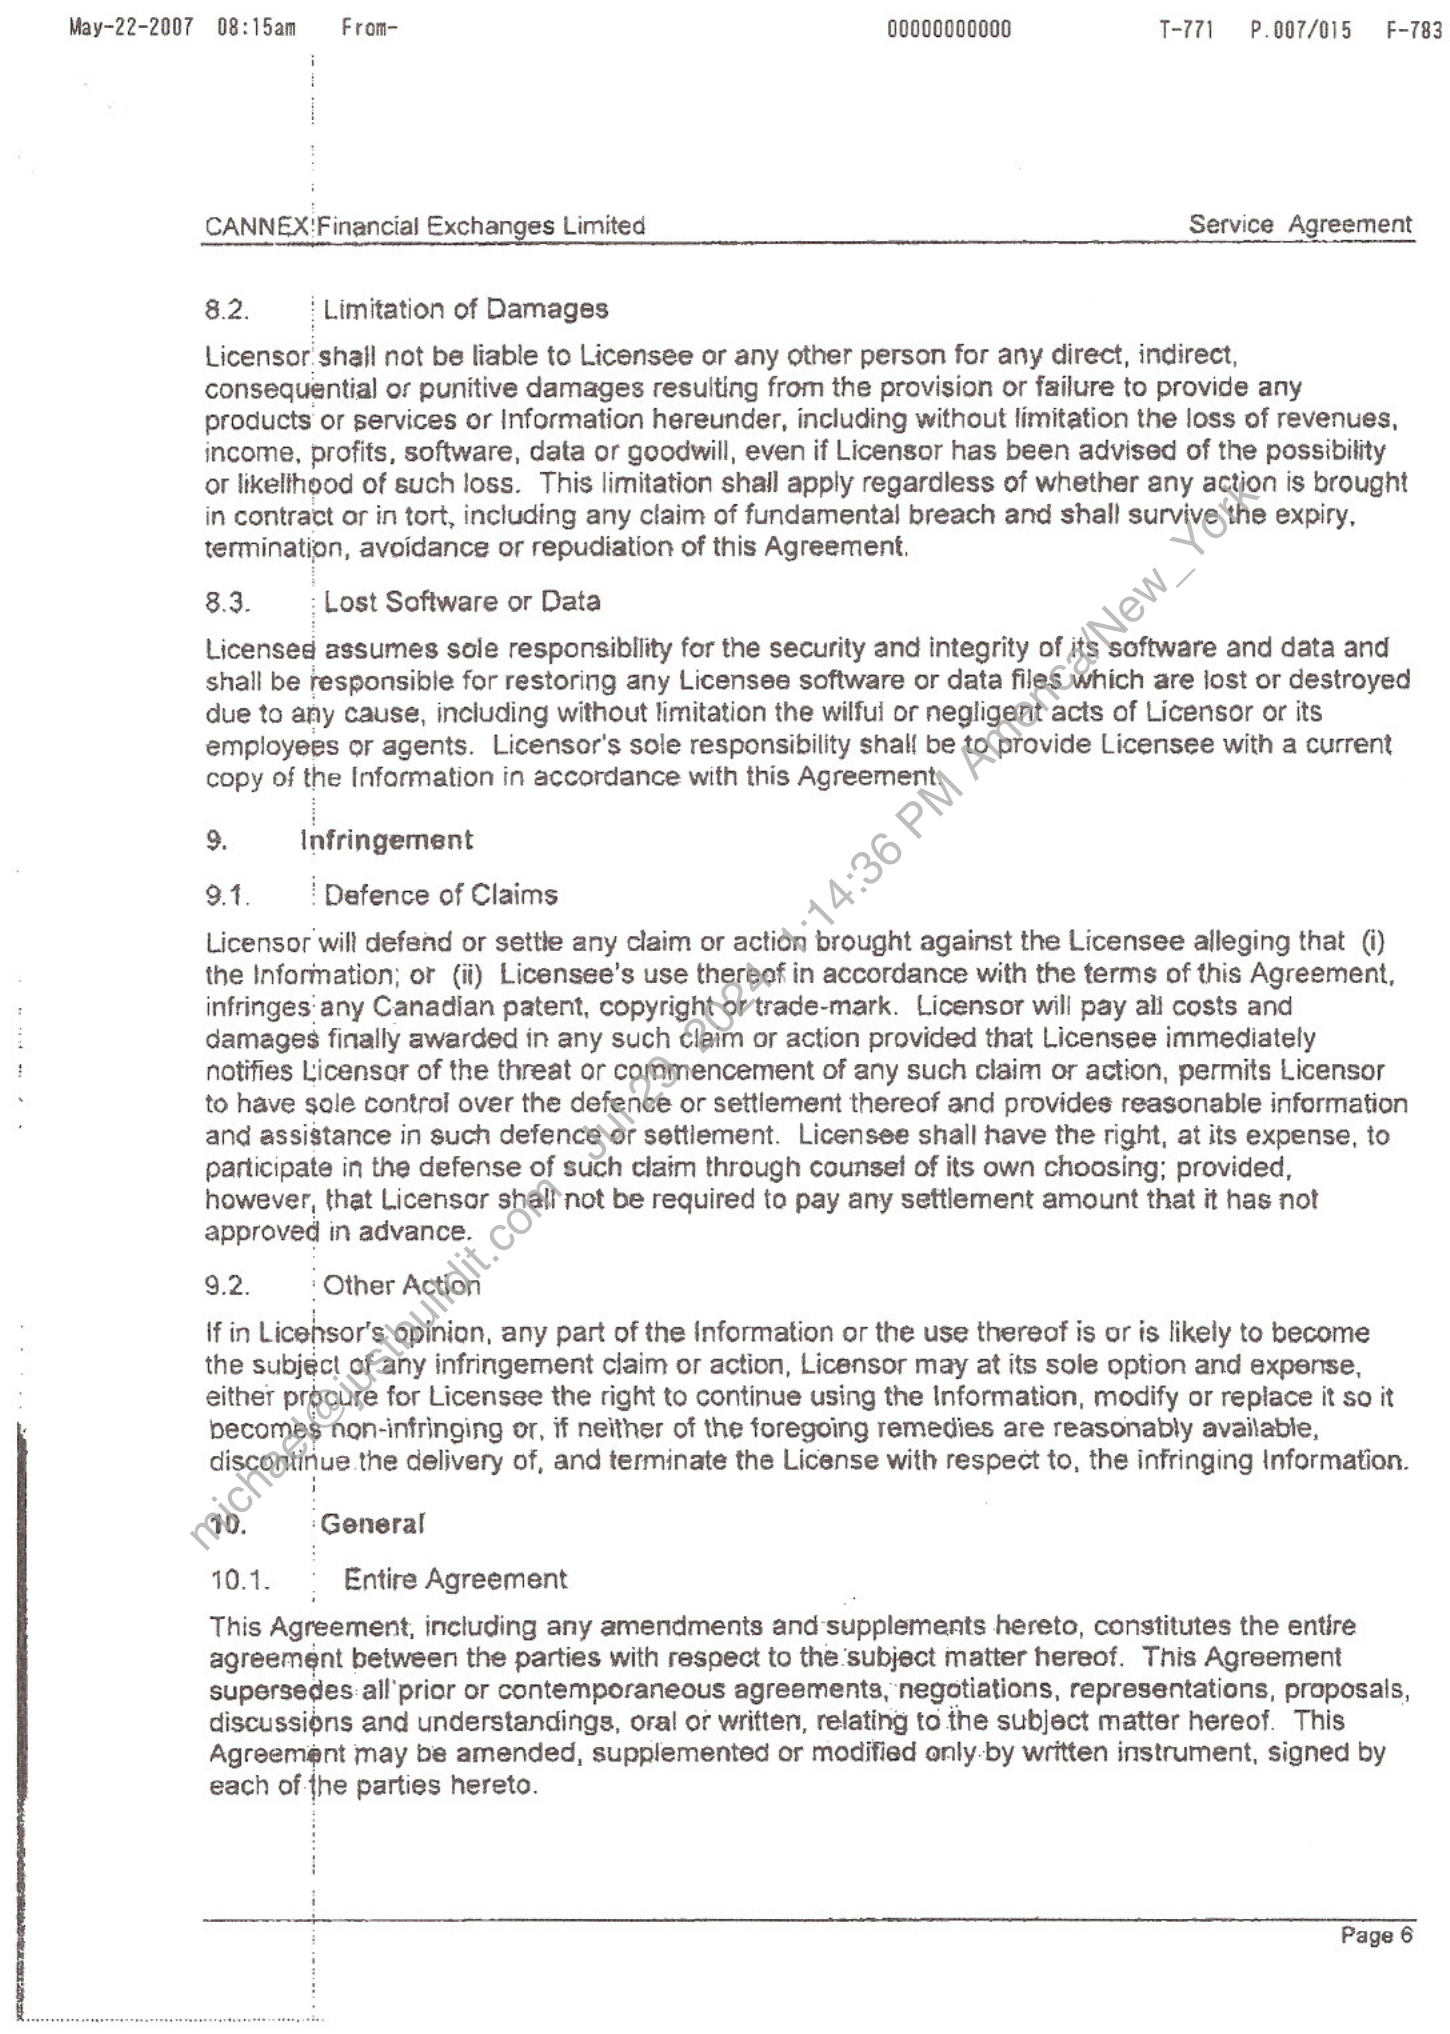 May-22-2007 08:15am From- 00000000000 T-771 P.007/015 F-783
CANNEX Financial Exchanges Limited Service Agreement
8.2. Limitation of Damages
Licensor shall not be liable to Licensee or any other person for any direct, indirect,
consequential or punitive damages resulting from the provision or failure to provide any
products or services or Information hereunder, including without limitation the loss of revenues,
income, profits, software, data or goodwill, even if Licensor has been advised of the possibility
or likelihood of such loss. This limitation shall apply regardless of whether any action is brought
in contract or in tort, including any claim of fundamental breach and shall survive the expiry,
termination, avoidance or repudiation of this Agreement.
8.3. Lost Software or Data
Licensee assumes sole responsibility for the security and integrity of its software and data and
shall be responsible for restoring any Licensee software or data files which are lost or destroyed
due to any cause, including without limitation the wilful or negligent acts of Licensor or its
employees or agents. Licensor's sole responsibility shall be to provide Licensee with a current
copy of the Information in accordance with this Agreement.
9. Infringement
9.1. Defence of Claims
Licensor will defend or settle any claim or action brought against the Licensee alleging that (i)
the Information; or (ii) Licensee's use thereof in accordance with the terms of this Agreement,
infringes any Canadian patent, copyright or trade-mark. Licensor will pay all costs and
damages finally awarded in any such claim or action provided that Licensee immediately
notifies Licensor of the threat or commencement of any such claim or action, permits Licensor
to have sole control over the defence or settlement thereof and provides reasonable information
and assistance in such defence or settlement. Licensee shall have the right, at its expense, to
participate in the defense of such claim through counsel of its own choosing; provided,
however, that Licensor shall not be required to pay any settlement amount that it has not
approved in advance.
9.2. Other Action
If in Licensor's opinion, any part of the Information or the use thereof is or is likely to become
the subject of any infringement claim or action, Licensor may at its sole option and expense,
either procure for Licensee the right to continue using the Information, modify or replace it so it
becomes non-infringing or, if neither of the foregoing remedies are reasonably available,
discontinue the delivery of, and terminate the License with respect to, the infringing Information.
10. General
10.1. Entire Agreement
This Agreement, including any amendments and supplements hereto, constitutes the entire
agreement between the parties with respect to the subject matter hereof. This Agreement
supersedes all prior or contemporaneous agreements, negotiations, representations, proposals,
discussions and understandings, oral or written, relating to the subject matter hereof. This
Agreement may be amended, supplemented or modified only by written instrument, signed by
each of the parties hereto.
Page 6
michael@justbuildit.com Jul 29, 2024 1:14:36 PM America/New_York